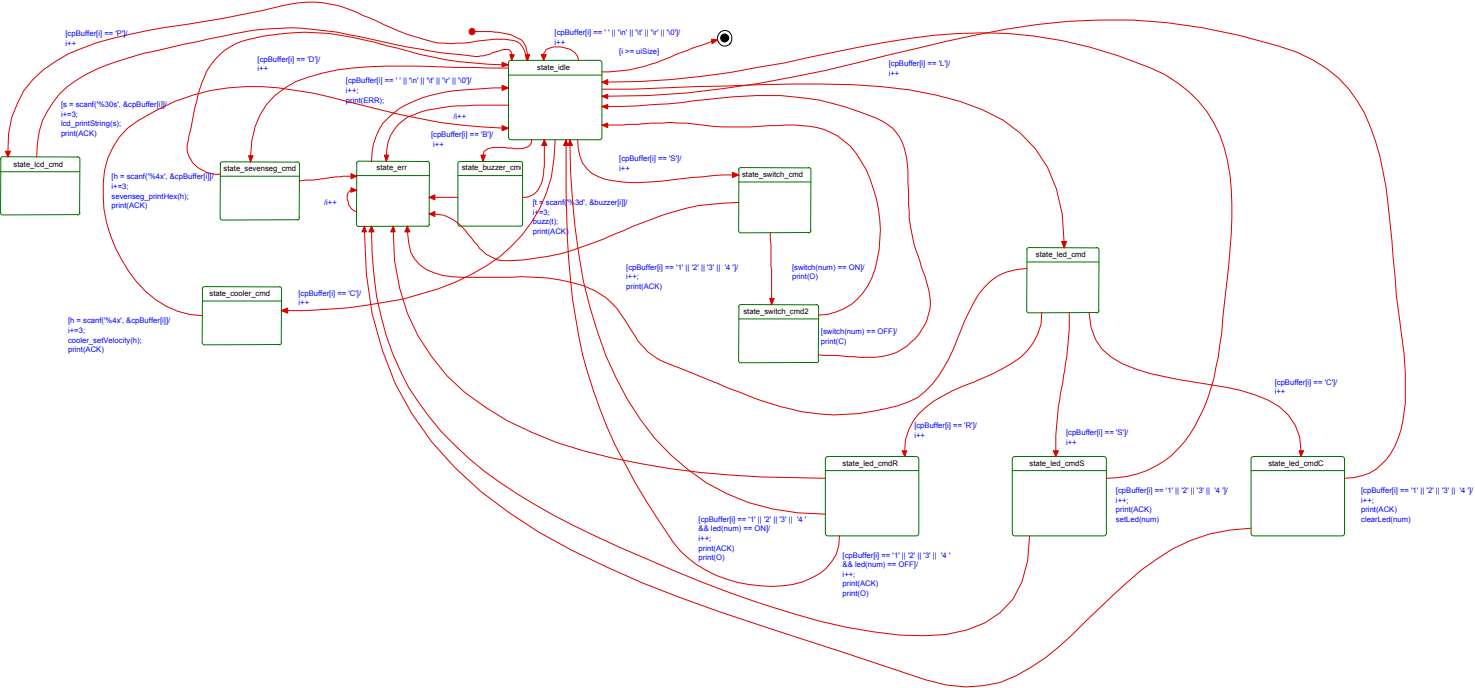 [cpBuffer[i] == 'P']/
i++
[cpBuffer[i] == ' ' || '\n' || '\t' || '\r' || '\0']/
i++
[i >= uiSize]
[cpBuffer[i] == 'D']/
i++
state_idle
[cpBuffer[i] == 'L']/
i++
[cpBuffer[i] == ' ' || '\n' || '\t' || '\r' || '\0']/
i++;
print(ERR);
[s = scanf('%30s', &cpBuffer[i]]/
i+=3;
lcd_printString(s);
print(ACK)
/i++
[cpBuffer[i] == 'B']/
i++
state_lcd_cmd
state_sevenseg_cmd
state_err
state_buzzer_cm
[cpBuffer[i] == 'S']/
i++
state_switch_cmd
[h = scanf('%4x', &cpBuffer[i]]/
i+=3;
sevenseg_printHex(h);
print(ACK)
/i++
[t = scanf('%3d', &buzzer[i]]/
i+=3;
buzz(t);
print(ACK)
state_led_cmd
[cpBuffer[i] == '1' || '2' || '3' ||  '4 ']/
i++;
print(ACK)
[switch(num) == ON]/
print(O)
state_cooler_cmd
[cpBuffer[i] == 'C']/
i++
state_switch_cmd2
[h = scanf('%4x', &cpBuffer[i]]/
i+=3;
cooler_setVelocity(h);
print(ACK)
[switch(num) == OFF]/
print(C)
[cpBuffer[i] == 'C']/
i++
[cpBuffer[i] == 'R']/
i++
[cpBuffer[i] == 'S']/
i++
state_led_cmdR
state_led_cmdS
state_led_cmdC
[cpBuffer[i] == '1' || '2' || '3' ||  '4 ']/
i++;
print(ACK)
setLed(num)
[cpBuffer[i] == '1' || '2' || '3' ||  '4 ']/
i++;
print(ACK)
clearLed(num)
[cpBuffer[i] == '1' || '2' || '3' ||  '4 '
&& led(num) == ON]/
i++;
print(ACK)
print(O)
[cpBuffer[i] == '1' || '2' || '3' ||  '4 '
&& led(num) == OFF]/
i++;
print(ACK)
print(O)